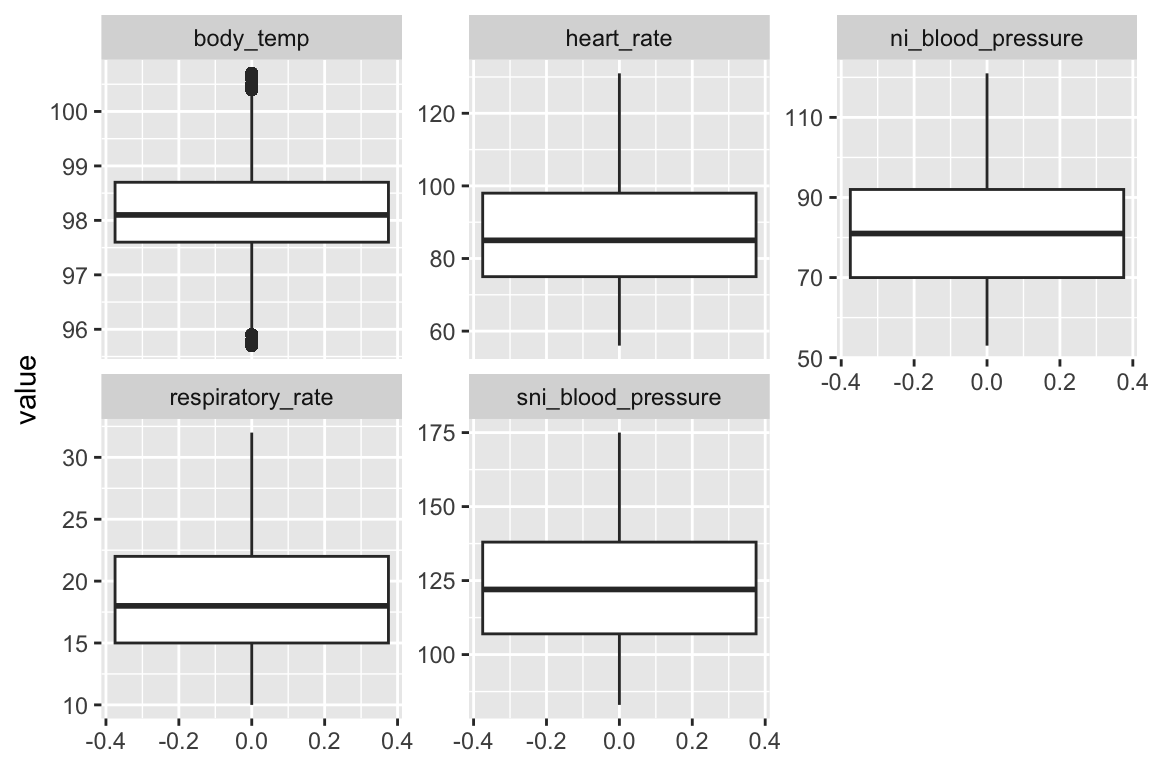 body_temp
heart_rate
ni_blood_pressure
100
99
98
97
96
120
100
80
60
110
90
70
50
-0.4 -0.2 0.0 0.2 0.4
value
respiratory_rate
sni_blood_pressure
30
25
20
15
10
175
150
125
100
-0.4 -0.2 0.0 0.2 0.4
-0.4 -0.2 0.0 0.2 0.4